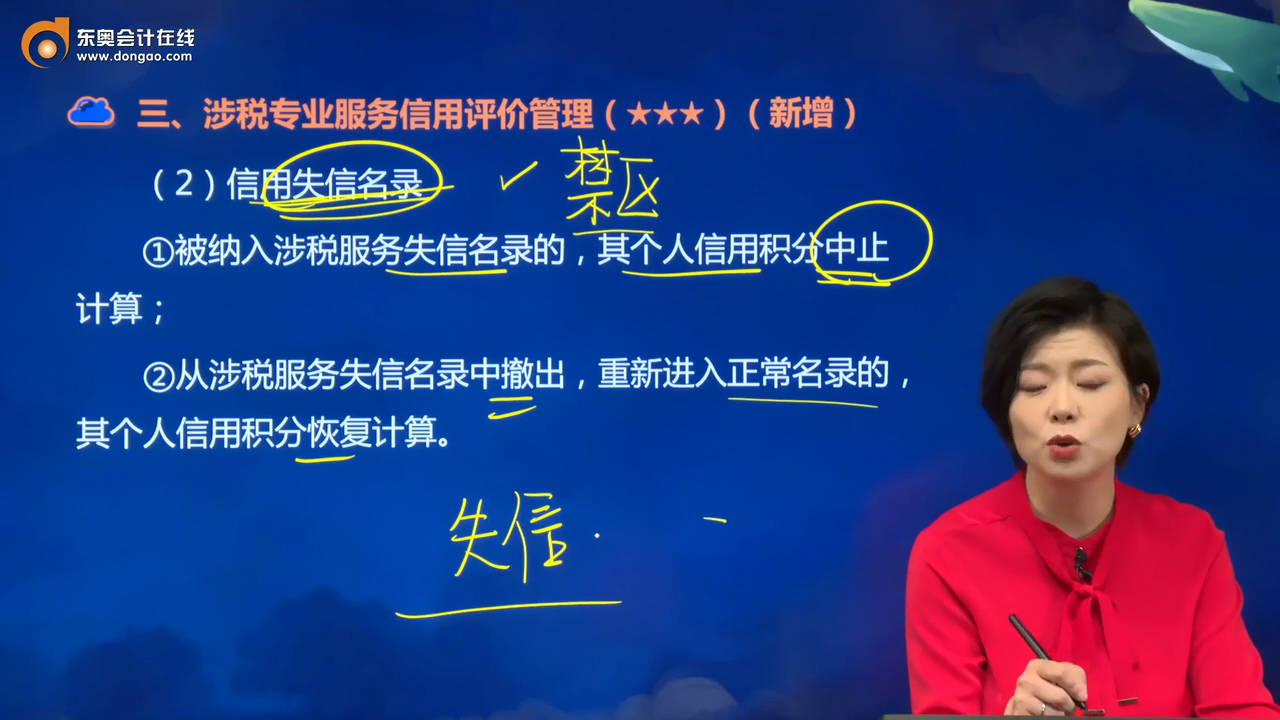 东奥会计在线
www.dongao.com
三、涉税专业服务信用评价管理（★★★）（新增）
（2）信用失信名录
禁区
①被纳入涉税服务失信名录的，其个人信用积分中止
计算；
②从涉税服务失信名录中撤出，重新进入正常名录的，
其个人信用积分恢复计算。
失信